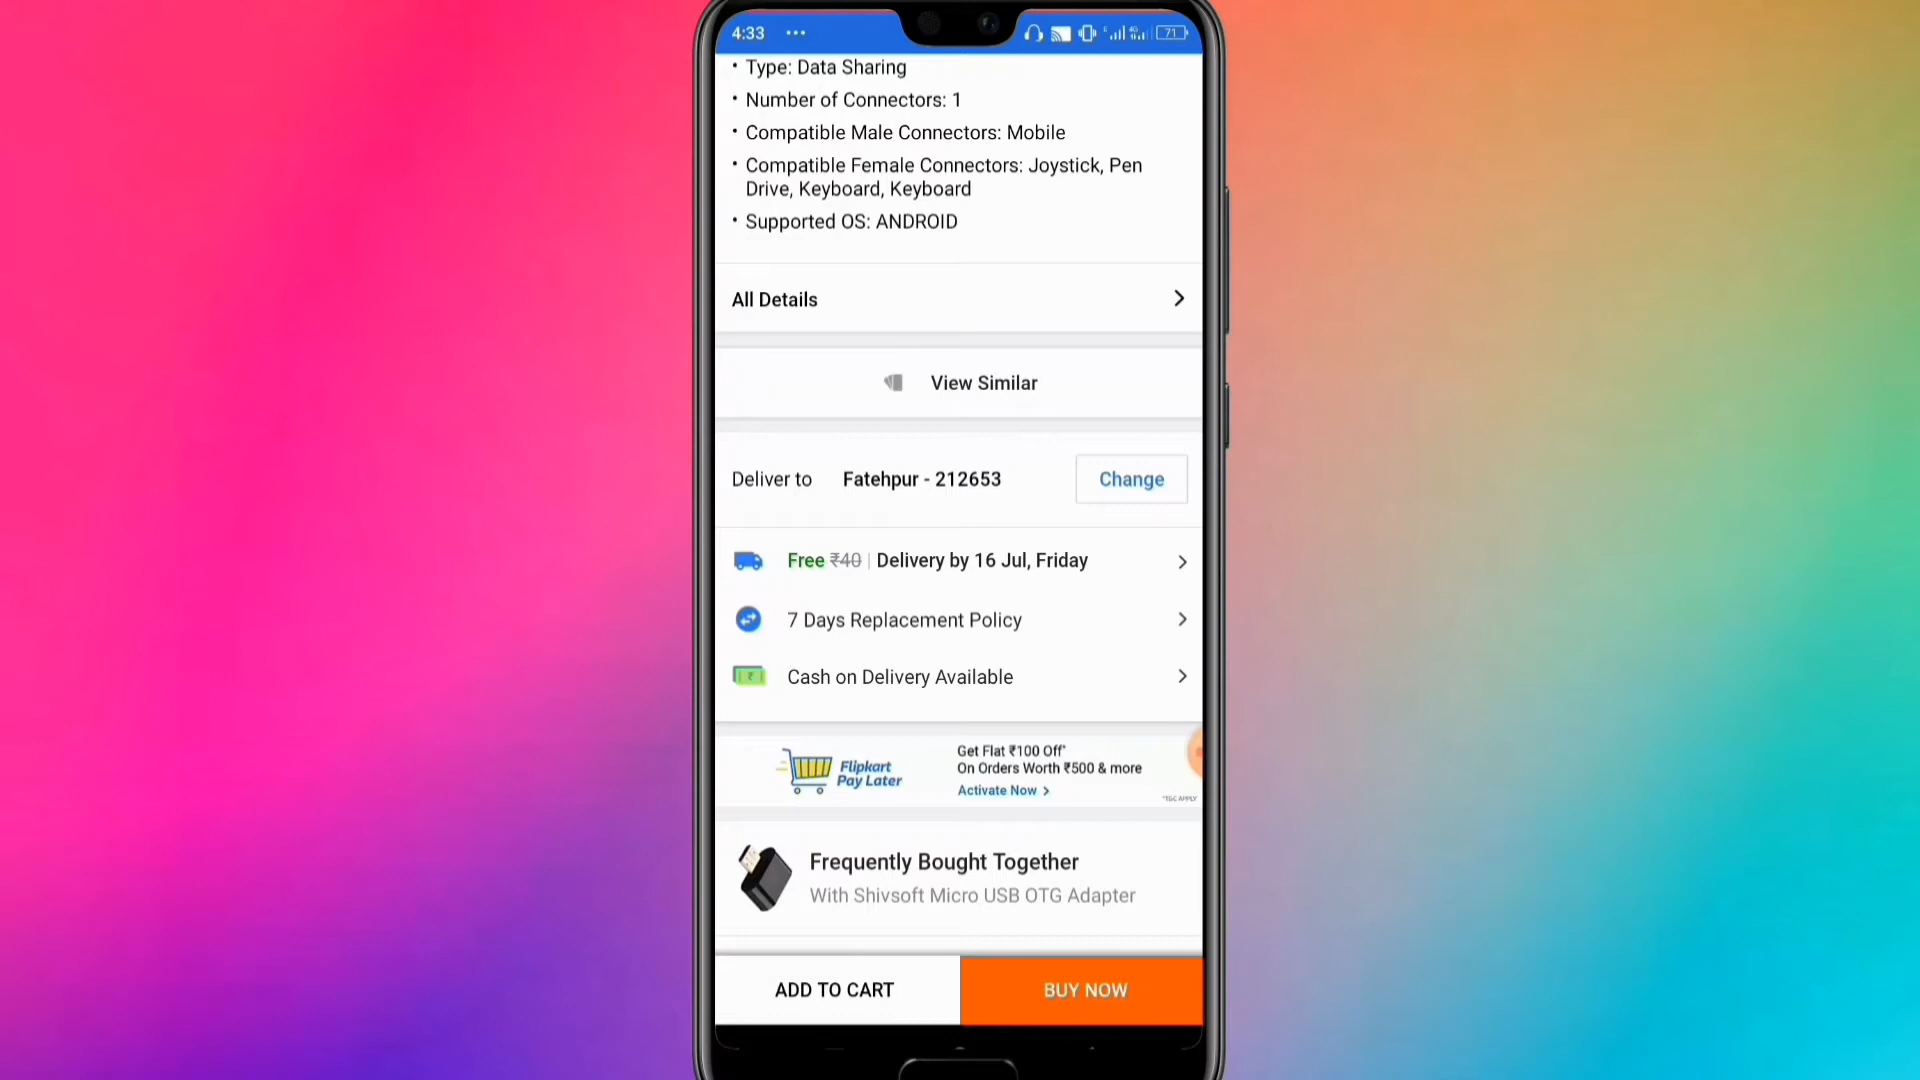 4:33
71
• Type: Data Sharing
• Number of Connectors: 1
• Compatible Male Connectors: Mobile
• Compatible Female Connectors: Joystick, Pen
Drive, Keyboard, Keyboard
• Supported OS: ANDROID
All Details
View Similar
Deliver to Fatehpur - 212653 Change
Free ₹40 | Delivery by 16 Jul, Friday
7 Days Replacement Policy
₹ Cash on Delivery Available
Flipkart
Pay Later
Get Flat ₹100 Off*
On Orders Worth ₹500 & more
Activate Now >
*T&C APPLY
Frequently Bought Together
With Shivsoft Micro USB OTG Adapter
ADD TO CART
BUY NOW